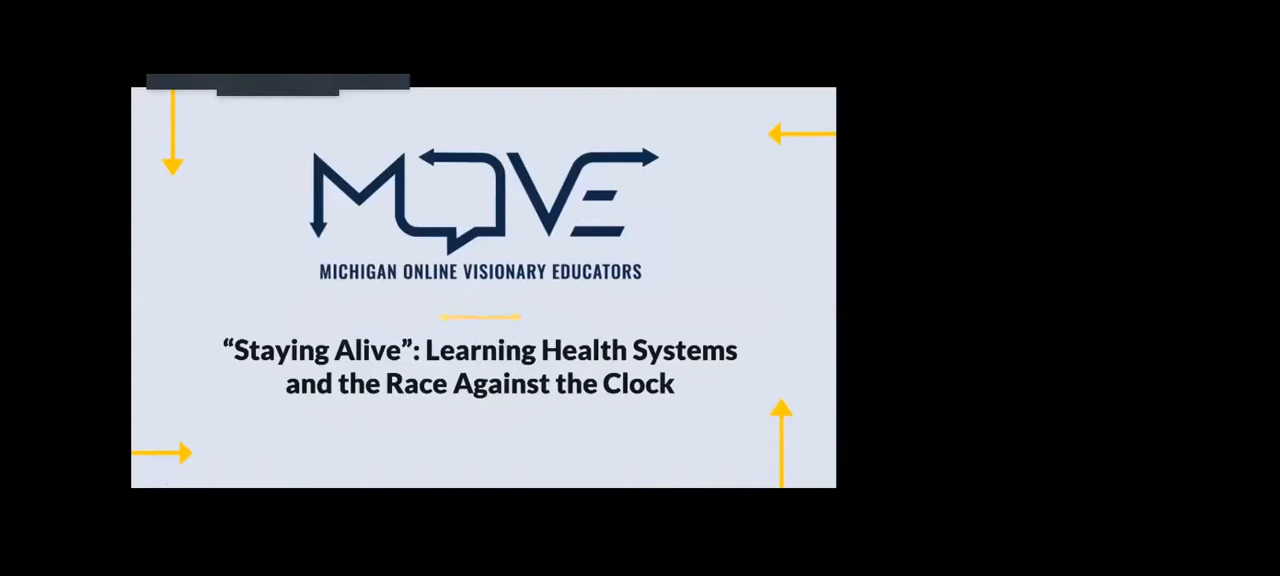 MOVE
MICHIGAN ONLINE VISIONARY EDUCATORS
“Staying Alive”: Learning Health Systems
and the Race Against the Clock